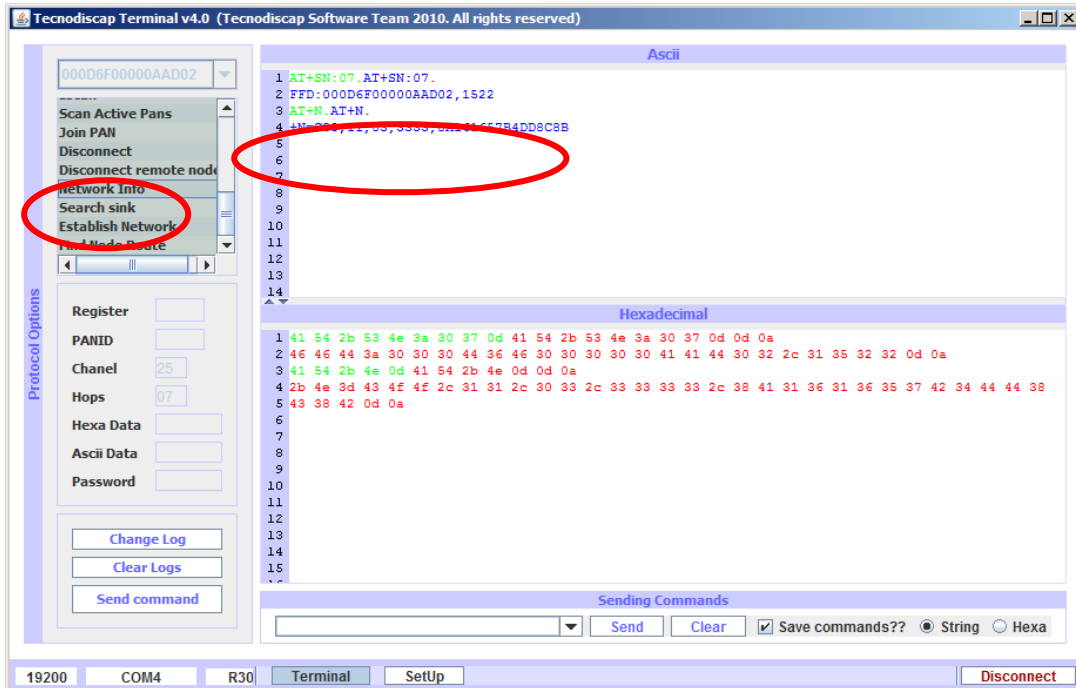 Tecnodiscap Terminal v4.0 (Tecnodiscap Software Team 2010. All rights reserved)
Protocol Options
000D6F00000AAD02
Scan Active Pans
Join PAN
Disconnect
Disconnect remote node
Network Info
Search sink
Establish Network
Find Node Route
Register
PANID
Chanel 25
Hops 07
Hexa Data
Ascii Data
Password
Change Log
Clear Logs
Send command
Ascii
1 AT+SN:07.AT+SN:07.
2 FFD:000D6F00000AAD02,1522
3 AT+N.AT+N.
4 +N=COO,11,03,3333,8A161657B4DD8C8B
5
6
7
8
9
10
11
12
13
14
Hexadecimal
1 41 54 2b 53 4e 3a 30 37 0d 41 54 2b 53 4e 3a 30 37 0d 0d 0a
2 46 46 44 3a 30 30 30 44 36 46 30 30 30 30 30 41 41 44 30 32 2c 31 35 32 32 0d 0a
3 41 54 2b 4e 0d 41 54 2b 4e 0d 0d 0a
4 2b 4e 3d 43 4f 4f 2c 31 31 2c 30 33 2c 33 33 33 33 2c 38 41 31 36 31 36 35 37 42 34 44 44 38
5 43 38 42 0d 0a
6
7
8
9
10
11
12
13
14
15
Sending Commands
Send Clear Save commands?? String Hexa
19200 COM4 R30 Terminal SetUp Disconnect